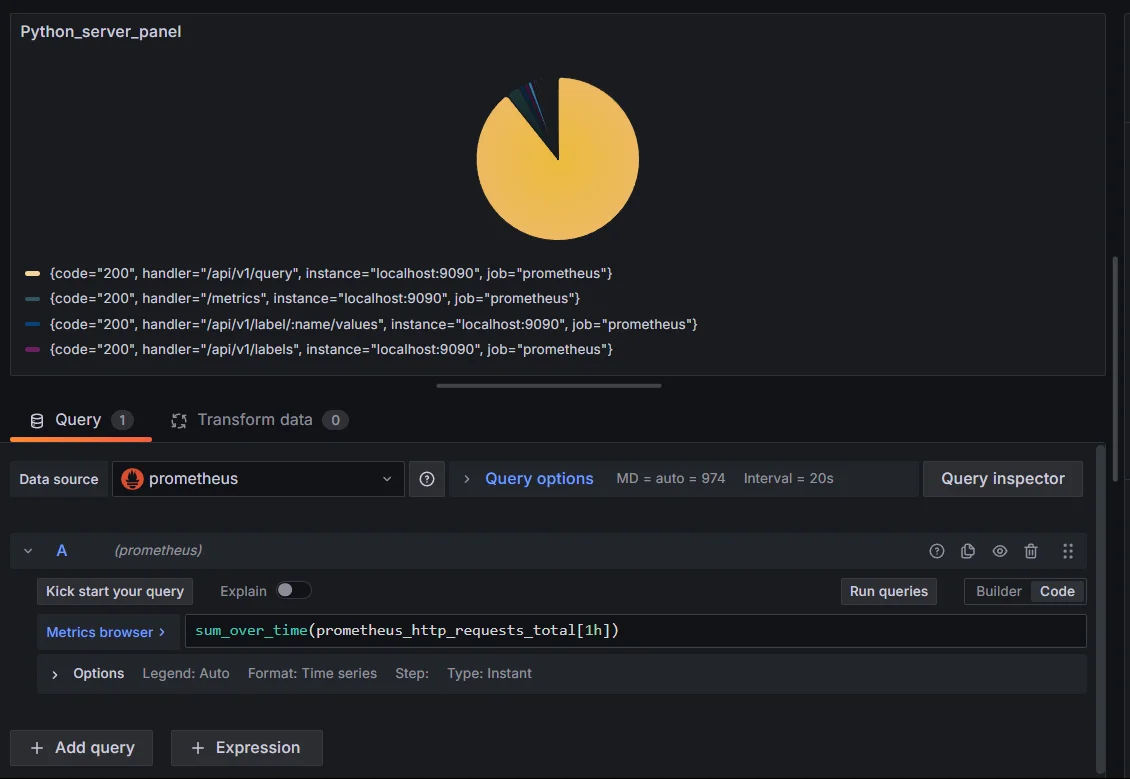 Python_server_panel
{code="200", handler="/api/v1/query", instance="localhost:9090", job="prometheus"}
{code="200", handler="/metrics", instance="localhost:9090", job="prometheus"}
{code="200", handler="/api/v1/label/:name/values", instance="localhost:9090", job="prometheus"}
{code="200", handler="/api/v1/labels", instance="localhost:9090", job="prometheus"}
Query 1 Transform data 0
Data source prometheus Query options MD = auto = 974 Interval = 20s Query inspector
A (prometheus)
Kick start your query Explain Run queries Builder Code
Metrics browser > sum_over_time(prometheus_http_requests_total[1h])
Options Legend: Auto Format: Time series Step: Type: Instant
+ Add query + Expression